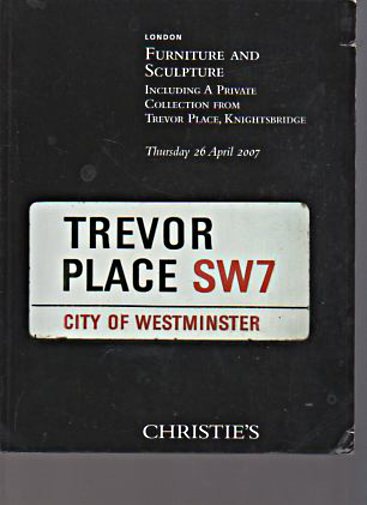 LONDON
FURNITURE AND
SCULPTURE
INCLUDING A PRIVATE
COLLECTION FROM
TREVOR PLACE, KNIGHTSBRIDGE
Thursday 26 April 2007
TREVOR
PLACE SW7
CITY OF WESTMINSTER
CHRISTIE'S